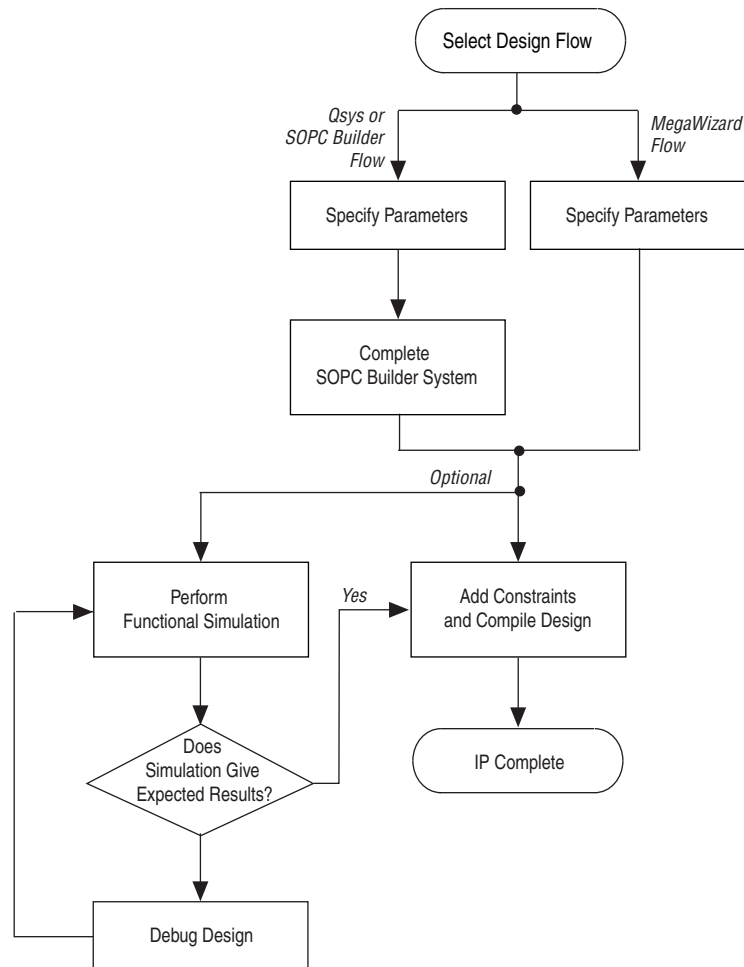 Select Design Flow
Qsys or
SOPC Builder
Flow
MegaWizard
Flow
Specify Parameters
Specify Parameters
Complete
SOPC Builder System
Optional
Perform
Functional Simulation
Yes
Add Constraints
and Compile Design
Does
Simulation Give
Expected Results?
IP Complete
Debug Design